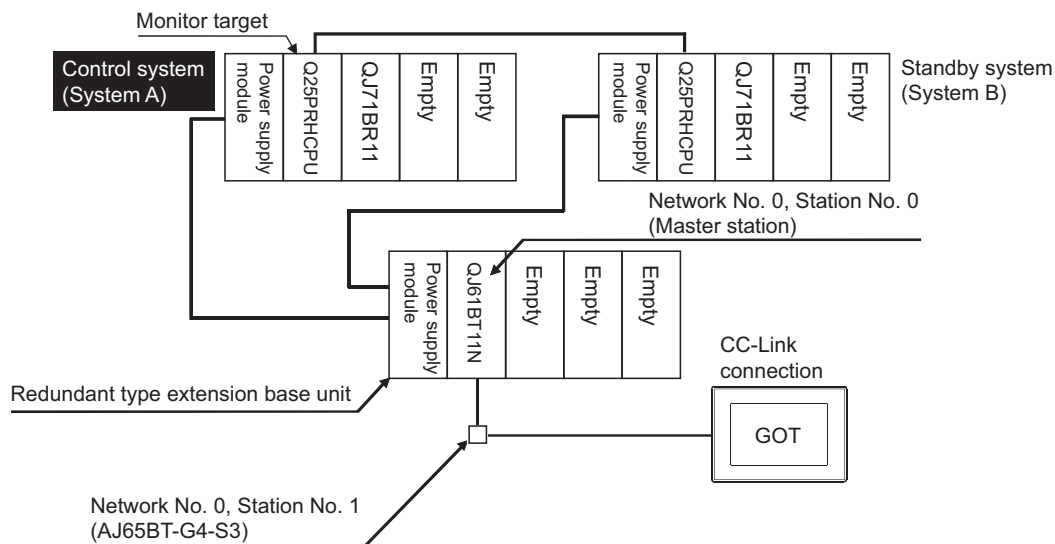 Monitor target
Control system
(System A)
Power supply
module
Q25PRHCPU
QJ71BR11
Empty
Empty
Power supply
module
Q25PRHCPU
QJ71BR11
Empty
Empty
Standby system
(System B)
Network No. 0, Station No. 0
(Master station)
Power supply
module
QJ61BT11N
Empty
Empty
Empty
CC-Link
connection
Redundant type extension base unit
GOT
Network No. 0, Station No. 1
(AJ65BT-G4-S3)